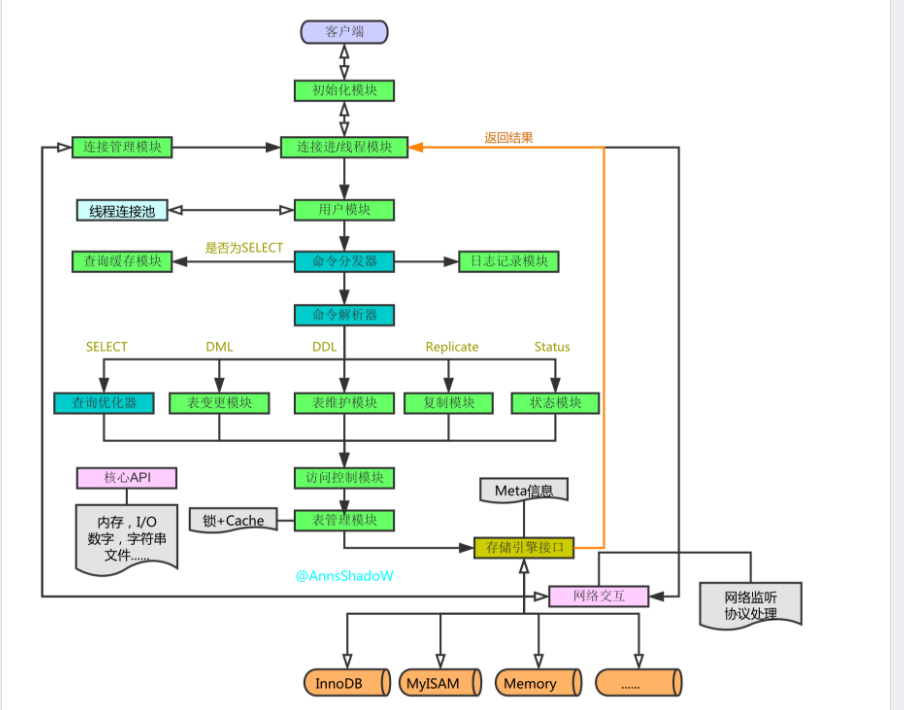 客户端
初始化模块
返回结果
连接管理模块
连接进/线程模块
线程连接池
用户模块
是否为SELECT
查询缓存模块
命令分发器
日志记录模块
命令解析器
SELECT
DML
DDL
Replicate
Status
查询优化器
表变更模块
表维护模块
复制模块
状态模块
核心API
访问控制模块
Meta信息
内存，I/O
数字，字符串
文件......
锁+Cache
表管理模块
存储引擎接口
@AnnsShadoW
网络交互
网络监听
协议处理
InnoDB
MyISAM
Memory
......